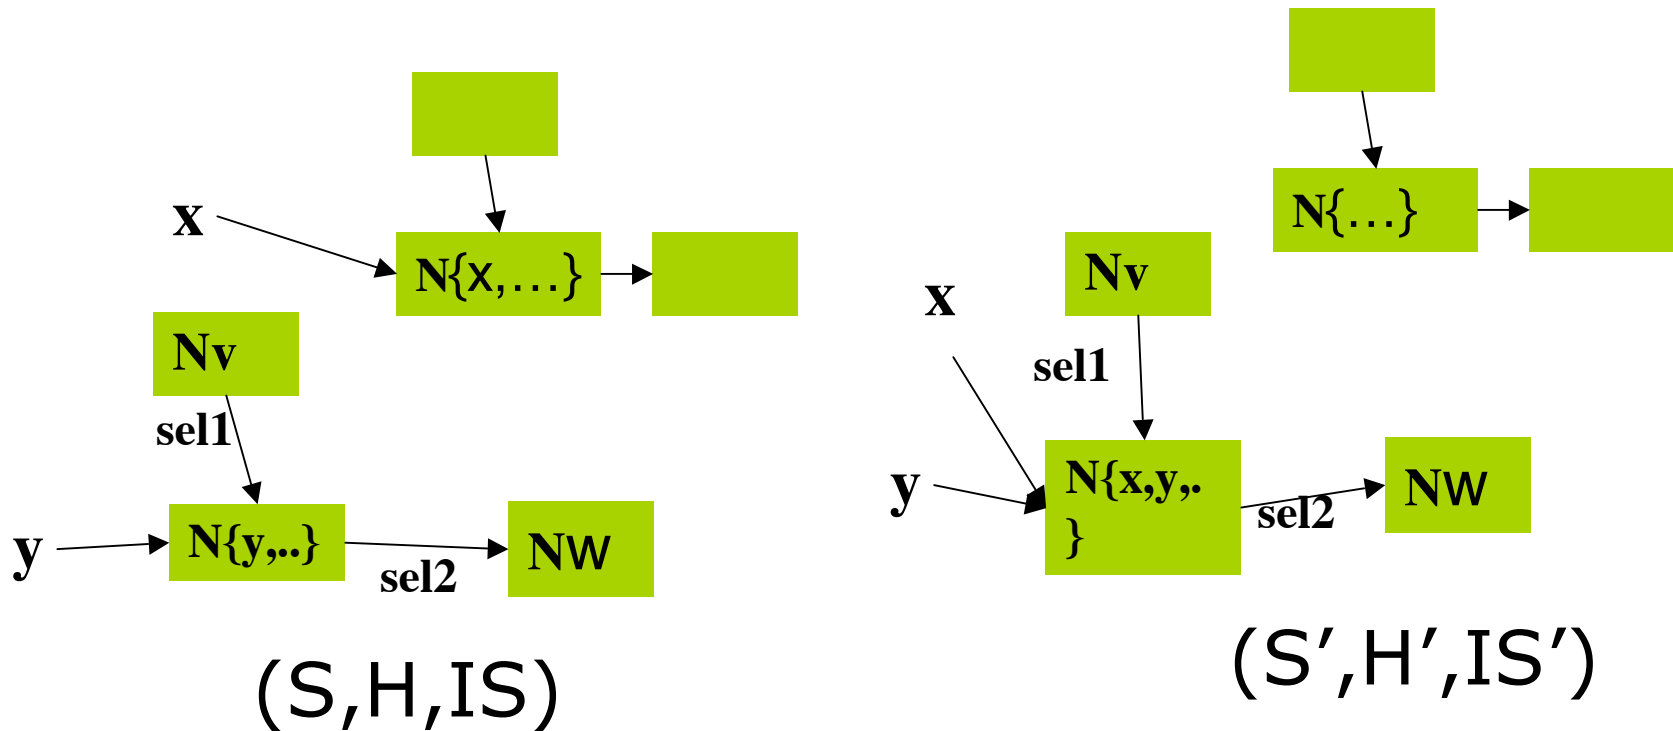 x
N{x,...}
Nv
sel1
y
N{y,..}
sel2
Nw
(S,H,IS)
N{...}
x
Nv
sel1
y
N{x,y,.
}
sel2
Nw
(S′,H′,IS′)